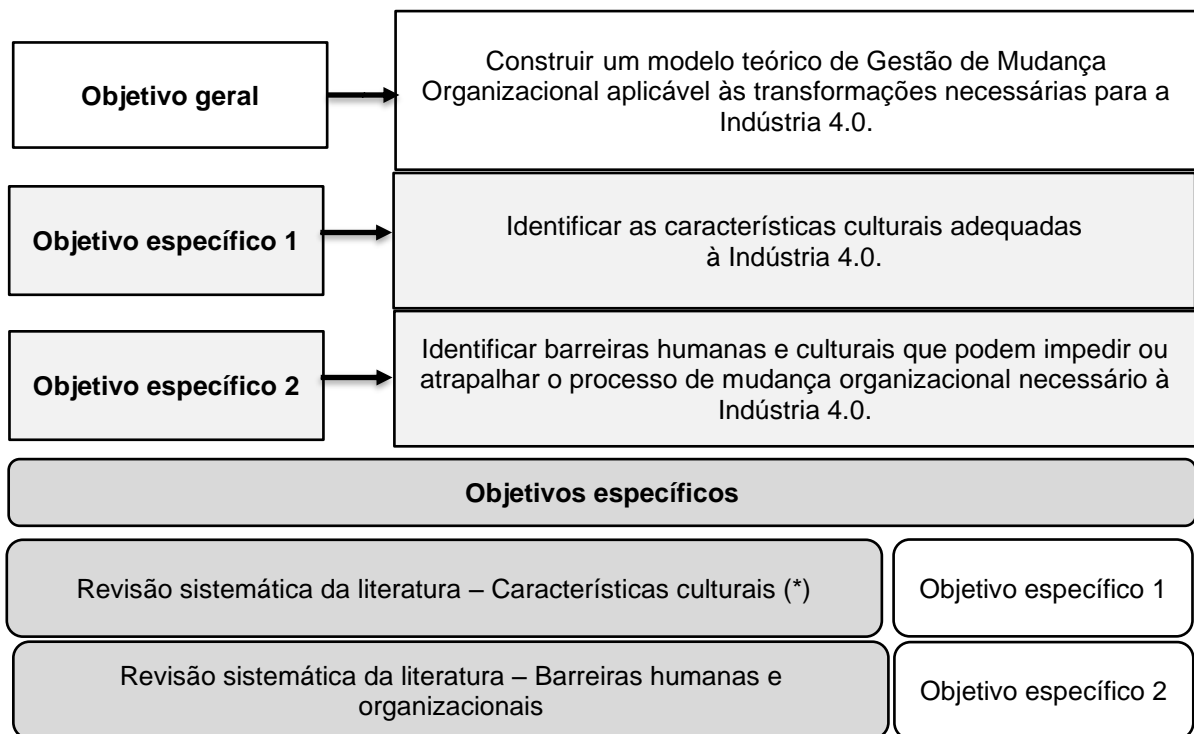 Objetivo geral
Construir um modelo teórico de Gestão de Mudança
Organizacional aplicável às transformações necessárias para a
Indústria 4.0.
Objetivo específico 1
Identificar as características culturais adequadas
à Indústria 4.0.
Objetivo específico 2
Identificar barreiras humanas e culturais que podem impedir ou
atrapalhar o processo de mudança organizacional necessário à
Indústria 4.0.
Objetivos específicos
Revisão sistemática da literatura – Características culturais (*)
Objetivo específico 1
Revisão sistemática da literatura – Barreiras humanas e
organizacionais
Objetivo específico 2